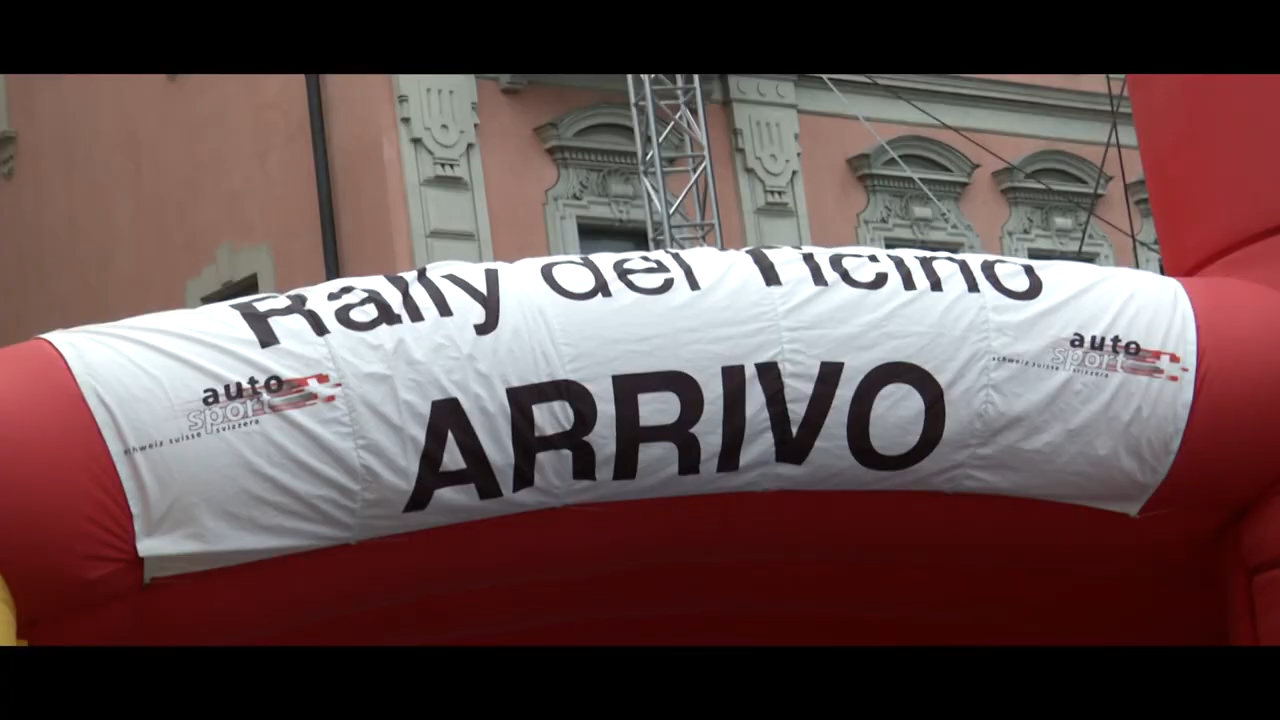 Rally del Ticino
ARRIVO
auto
sport
schweiz suisse svizzera
auto
sport
schweiz suisse svizzera